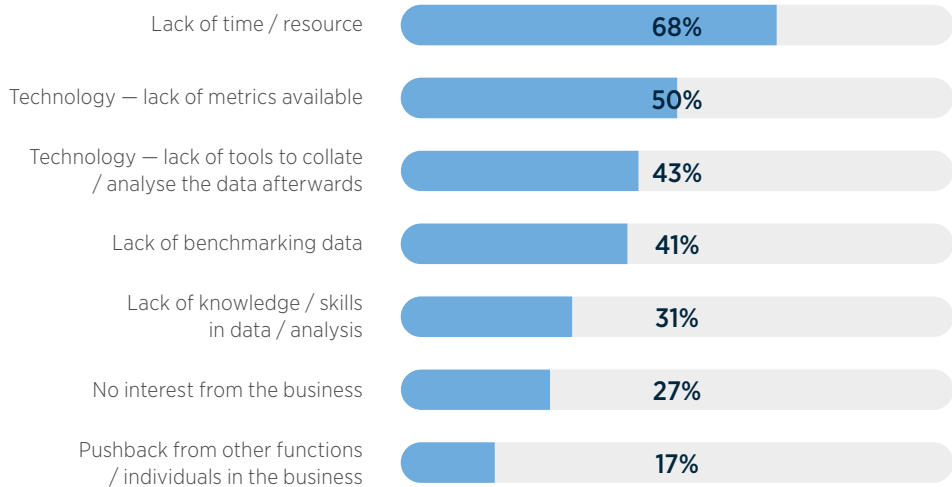 Lack of time / resource
68%
Technology — lack of metrics available
50%
Technology — lack of tools to collate
/ analyse the data afterwards
43%
Lack of benchmarking data
41%
Lack of knowledge / skills
in data / analysis
31%
No interest from the business
27%
Pushback from other functions
/ individuals in the business
17%